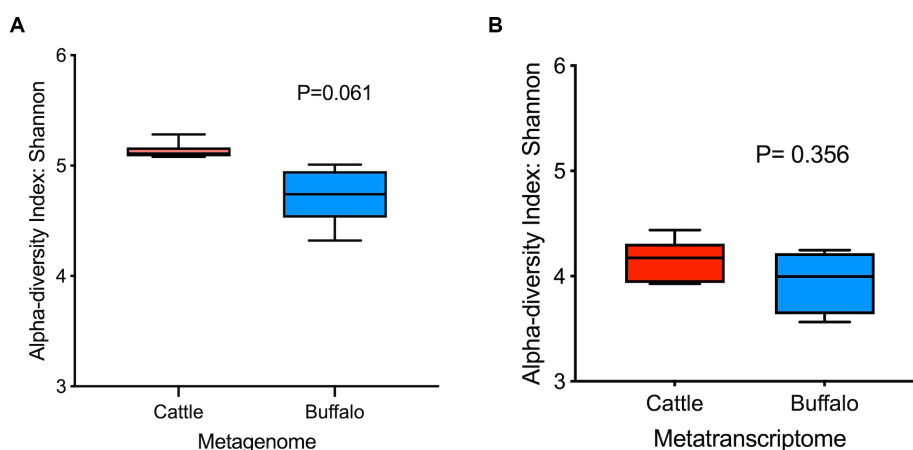 A
Alpha-diversity Index: Shannon
6
5
4
3
P=0.061
Cattle
Buffalo
Metagenome
B
Alpha-diversity Index: Shannon
6
5
4
3
P= 0.356
Cattle
Buffalo
Metatranscriptome